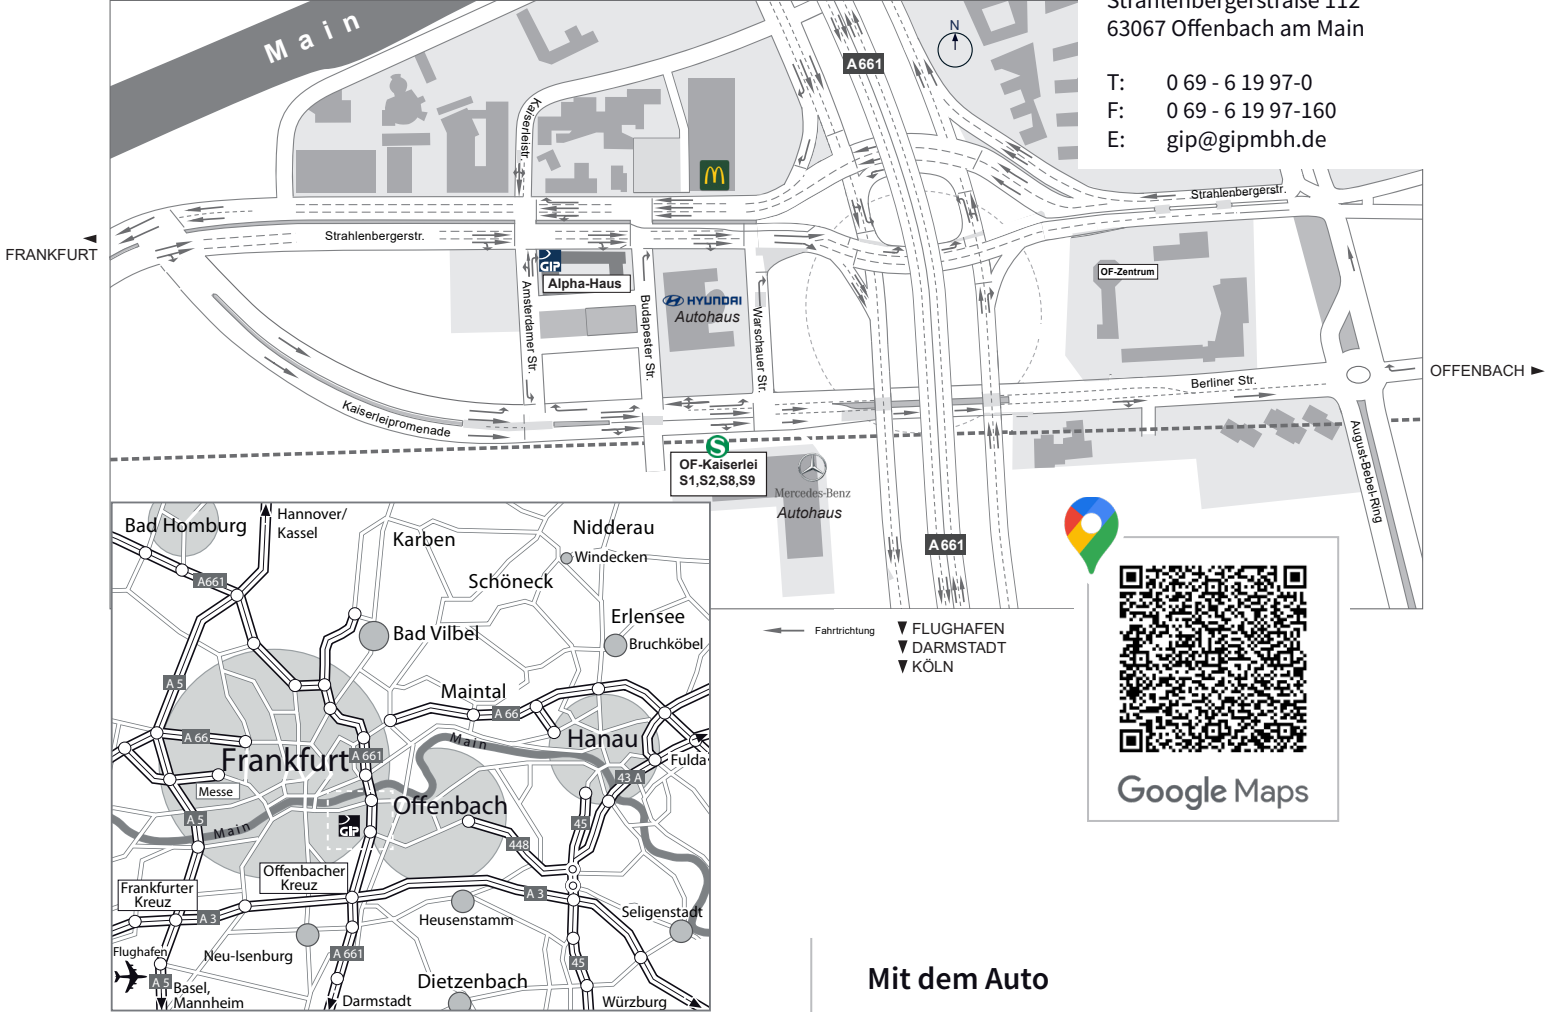 Strahlenbergerstraße 112
63067 Offenbach am Main
T: 0 69 - 6 19 97-0
F: 0 69 - 6 19 97-160
E: gip@gipmbh.de
Main
N
A 661
Kaiserleistr.
Strahlenbergerstr.
FRANKFURT
Strahlenbergerstr.
GIP
Alpha-Haus
OF-Zentrum
HYUNDAI
Autohaus
Amsterdamer Str.
Budapester Str.
Warschauer Str.
OFFENBACH
Berliner Str.
Kaiserleipromenade
August-Bebel-Ring
S
OF-Kaiserlei
S1,S2,S8,S9
Mercedes-Benz
Autohaus
A 661
Fahrtrichtung
FLUGHAFEN
DARMSTADT
KÖLN
Google Maps
Bad Homburg
Hannover/
Kassel
Karben
Nidderau
Windecken
A661
Schöneck
Erlensee
Bad Vilbel
Bruchköbel
A 5
Maintal
A 66
A 66
Main
Hanau
Frankfurt
A 661
Fulda
Messe
43 A
Offenbach
A 5
Main
GIP
45
448
Offenbacher
Kreuz
Frankfurter
Kreuz
A 3
A 3
Heusenstamm
Seligenstadt
Flughafen
Neu-Isenburg
A 661
45
A 5
Basel,
Mannheim
Darmstadt
Dietzenbach
Würzburg
Mit dem Auto